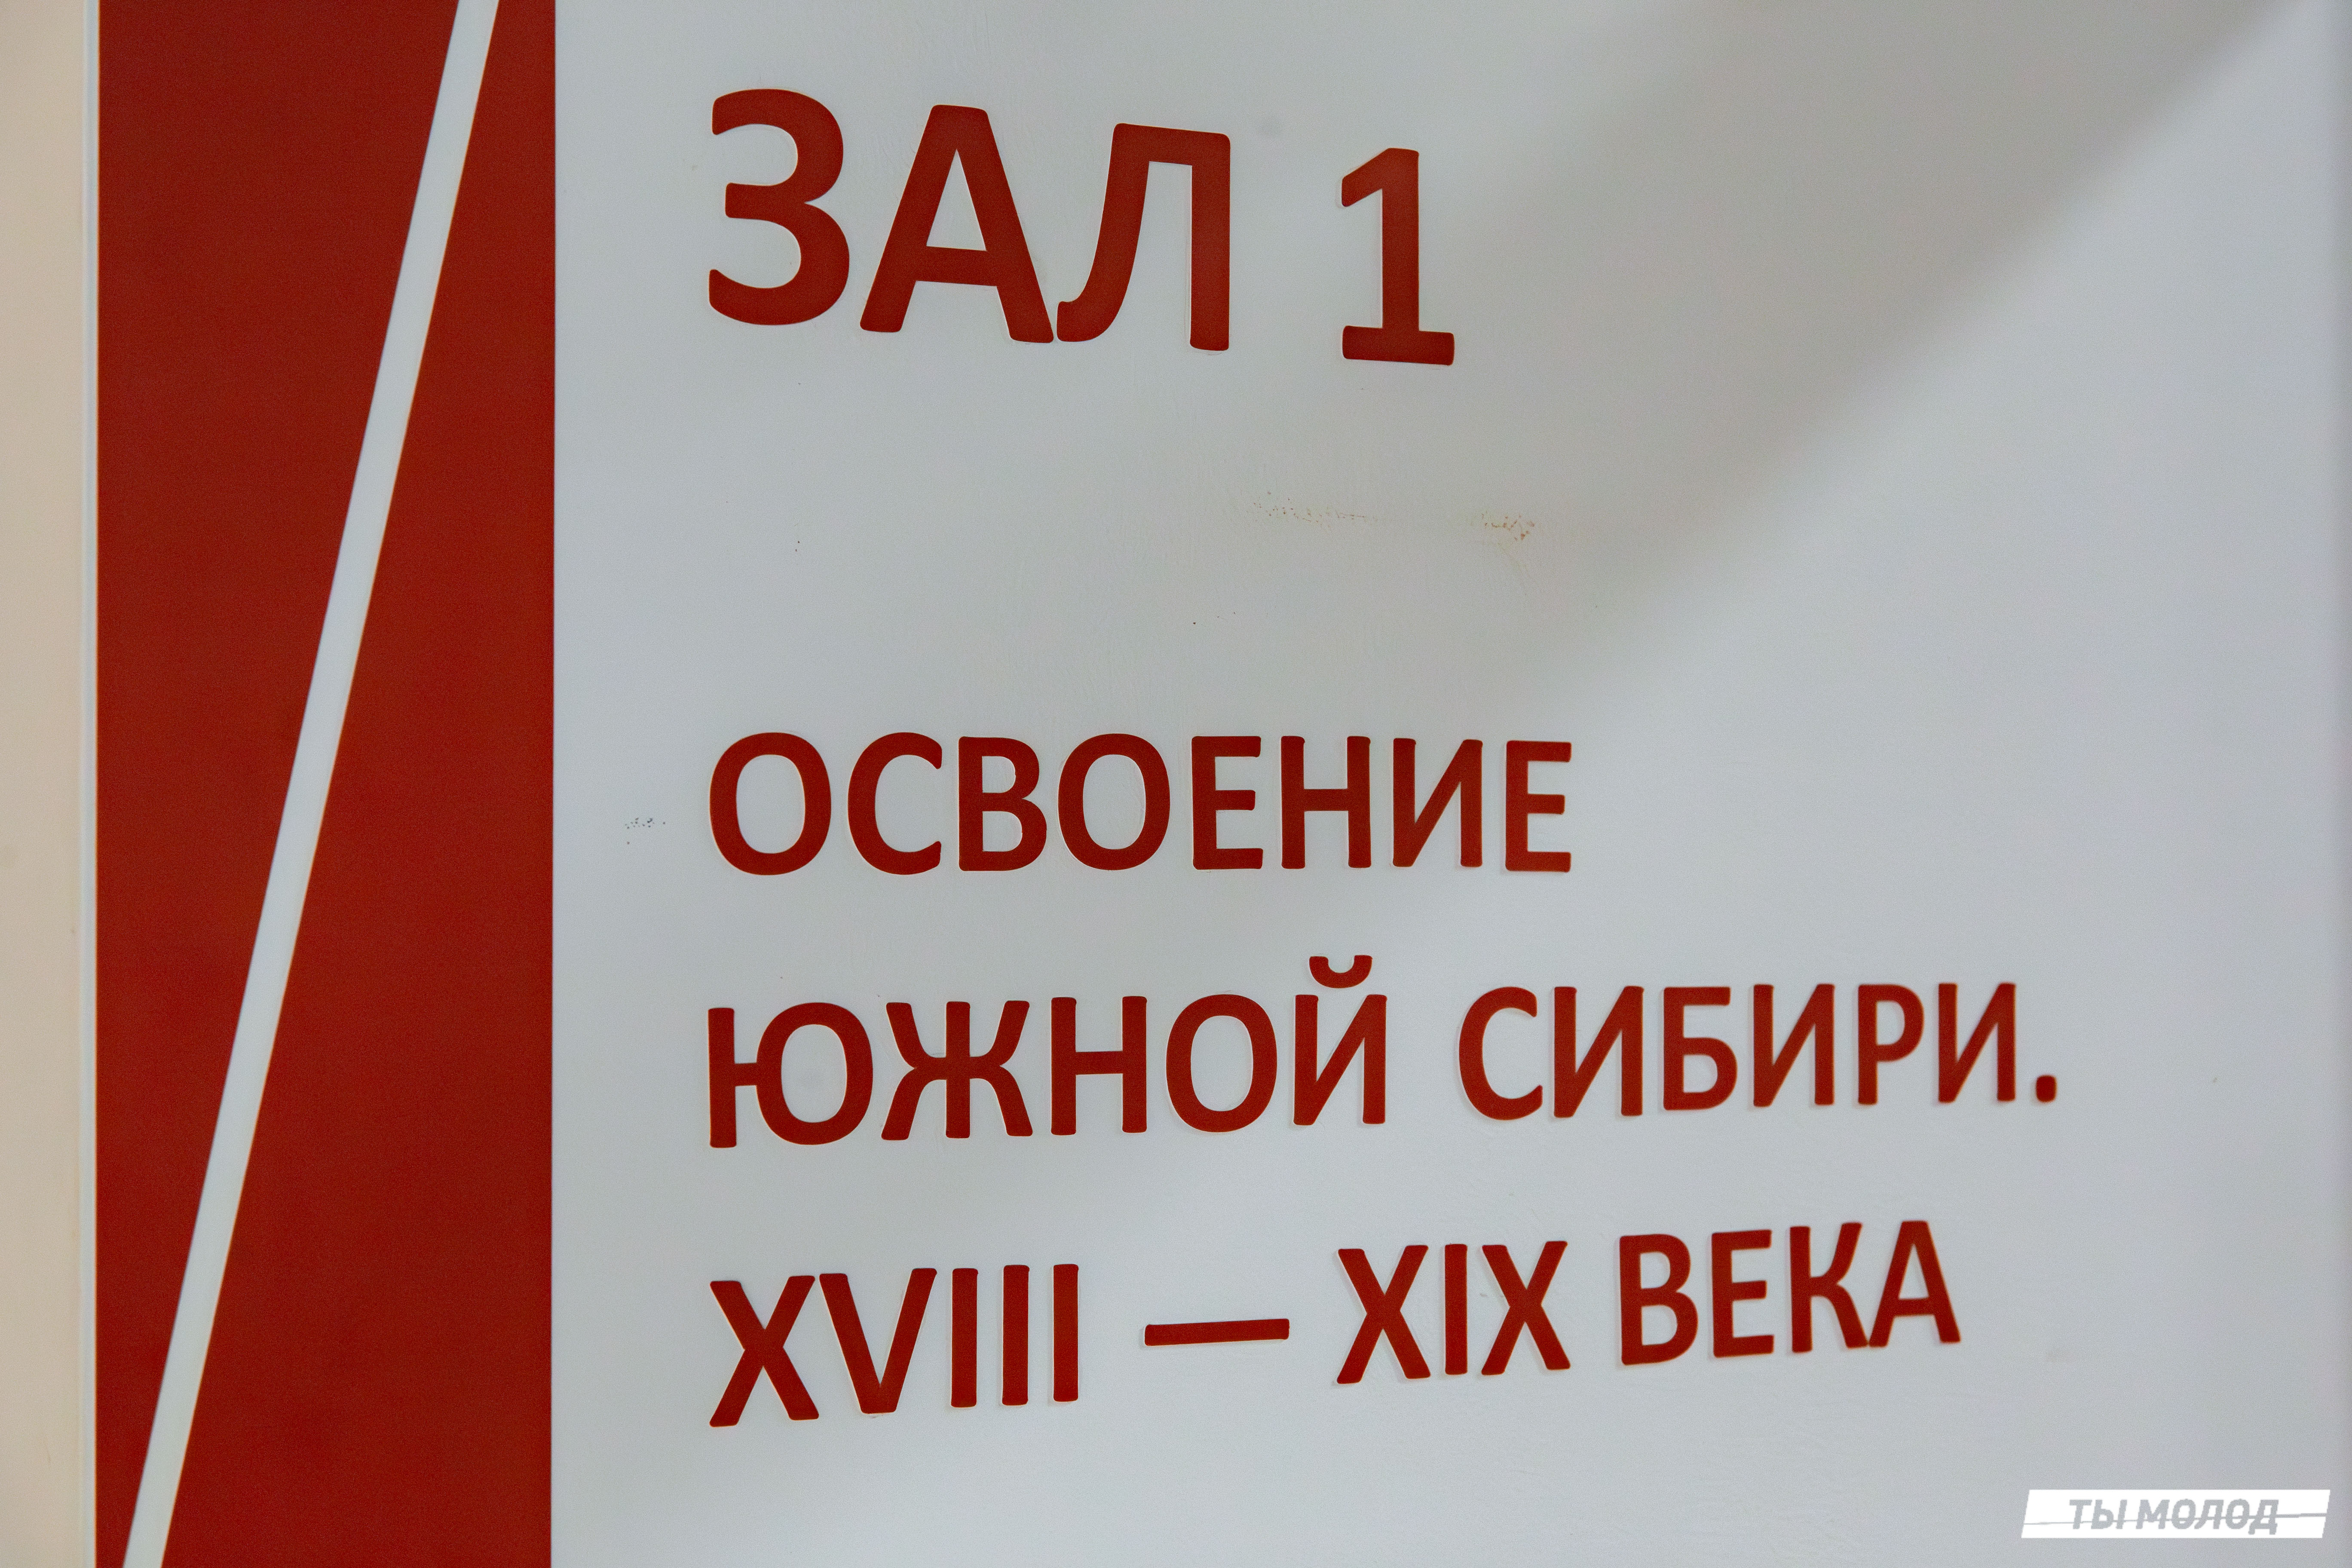 ЗАЛ 1
ОСВОЕНИЕ
ЮЖНОЙ СИБИРИ.
XVIII — XIX ВЕКА
ТЫ МОЛОД